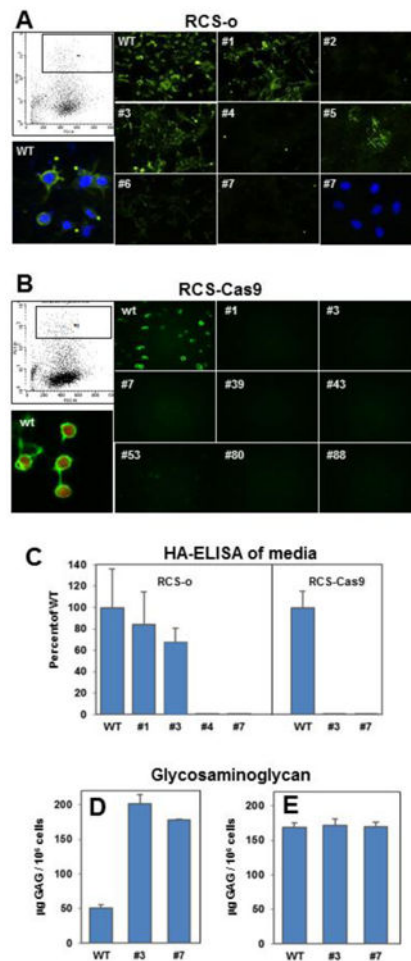 A
RCS-o
WT
#1
#2
WT
#3
#4
#5
#6
#7
#7
B
RCS-Cas9
wt
#1
#3
wt
#7
#39
#43
#53
#80
#88
C
HA-ELISA of media
RCS-o
RCS-Cas9
Percent of WT
140
120
100
80
60
40
20
0
WT
#1
#3
#4
#7
WT
#3
#7
Glycosaminoglycan
D
E
µg GAG / 10⁶ cells
200
150
100
50
0
WT
#3
#7
µg GAG / 10⁶ cells
200
150
100
50
0
WT
#3
#7